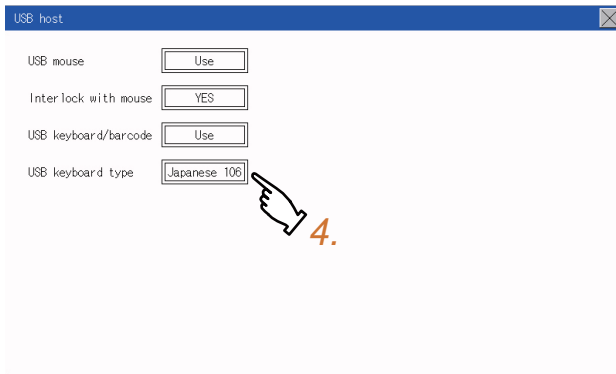 USB host
USB mouse Use
Interlock with mouse YES
USB keyboard/barcode Use
USB keyboard type Japanese 106
4.